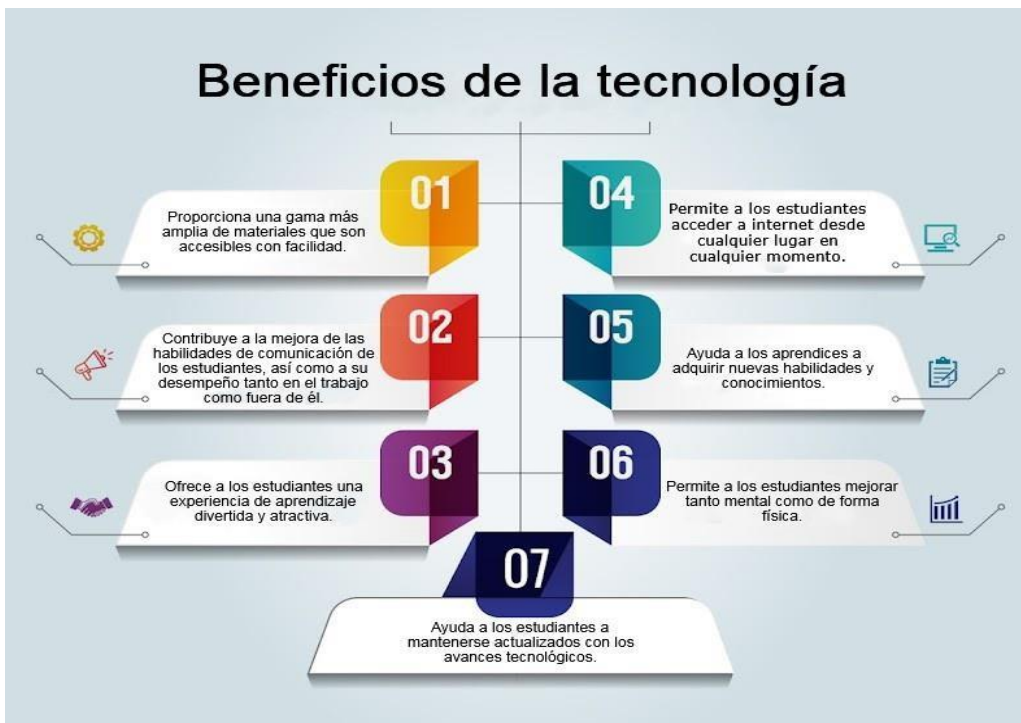 Beneficios de la tecnología
01
Proporciona una gama más
amplia de materiales que son
accesibles con facilidad.
02
Contribuye a la mejora de las
habilidades de comunicación de
los estudiantes, así como a su
desempeño tanto en el trabajo
como fuera de él.
03
Ofrece a los estudiantes una
experiencia de aprendizaje
divertida y atractiva.
04
Permite a los estudiantes
acceder a internet desde
cualquier lugar en
cualquier momento.
05
Ayuda a los aprendices a
adquirir nuevas habilidades y
conocimientos.
06
Permite a los estudiantes mejorar
tanto mental como de forma
física.
07
Ayuda a los estudiantes a
mantenerse actualizados con los
avances tecnológicos.